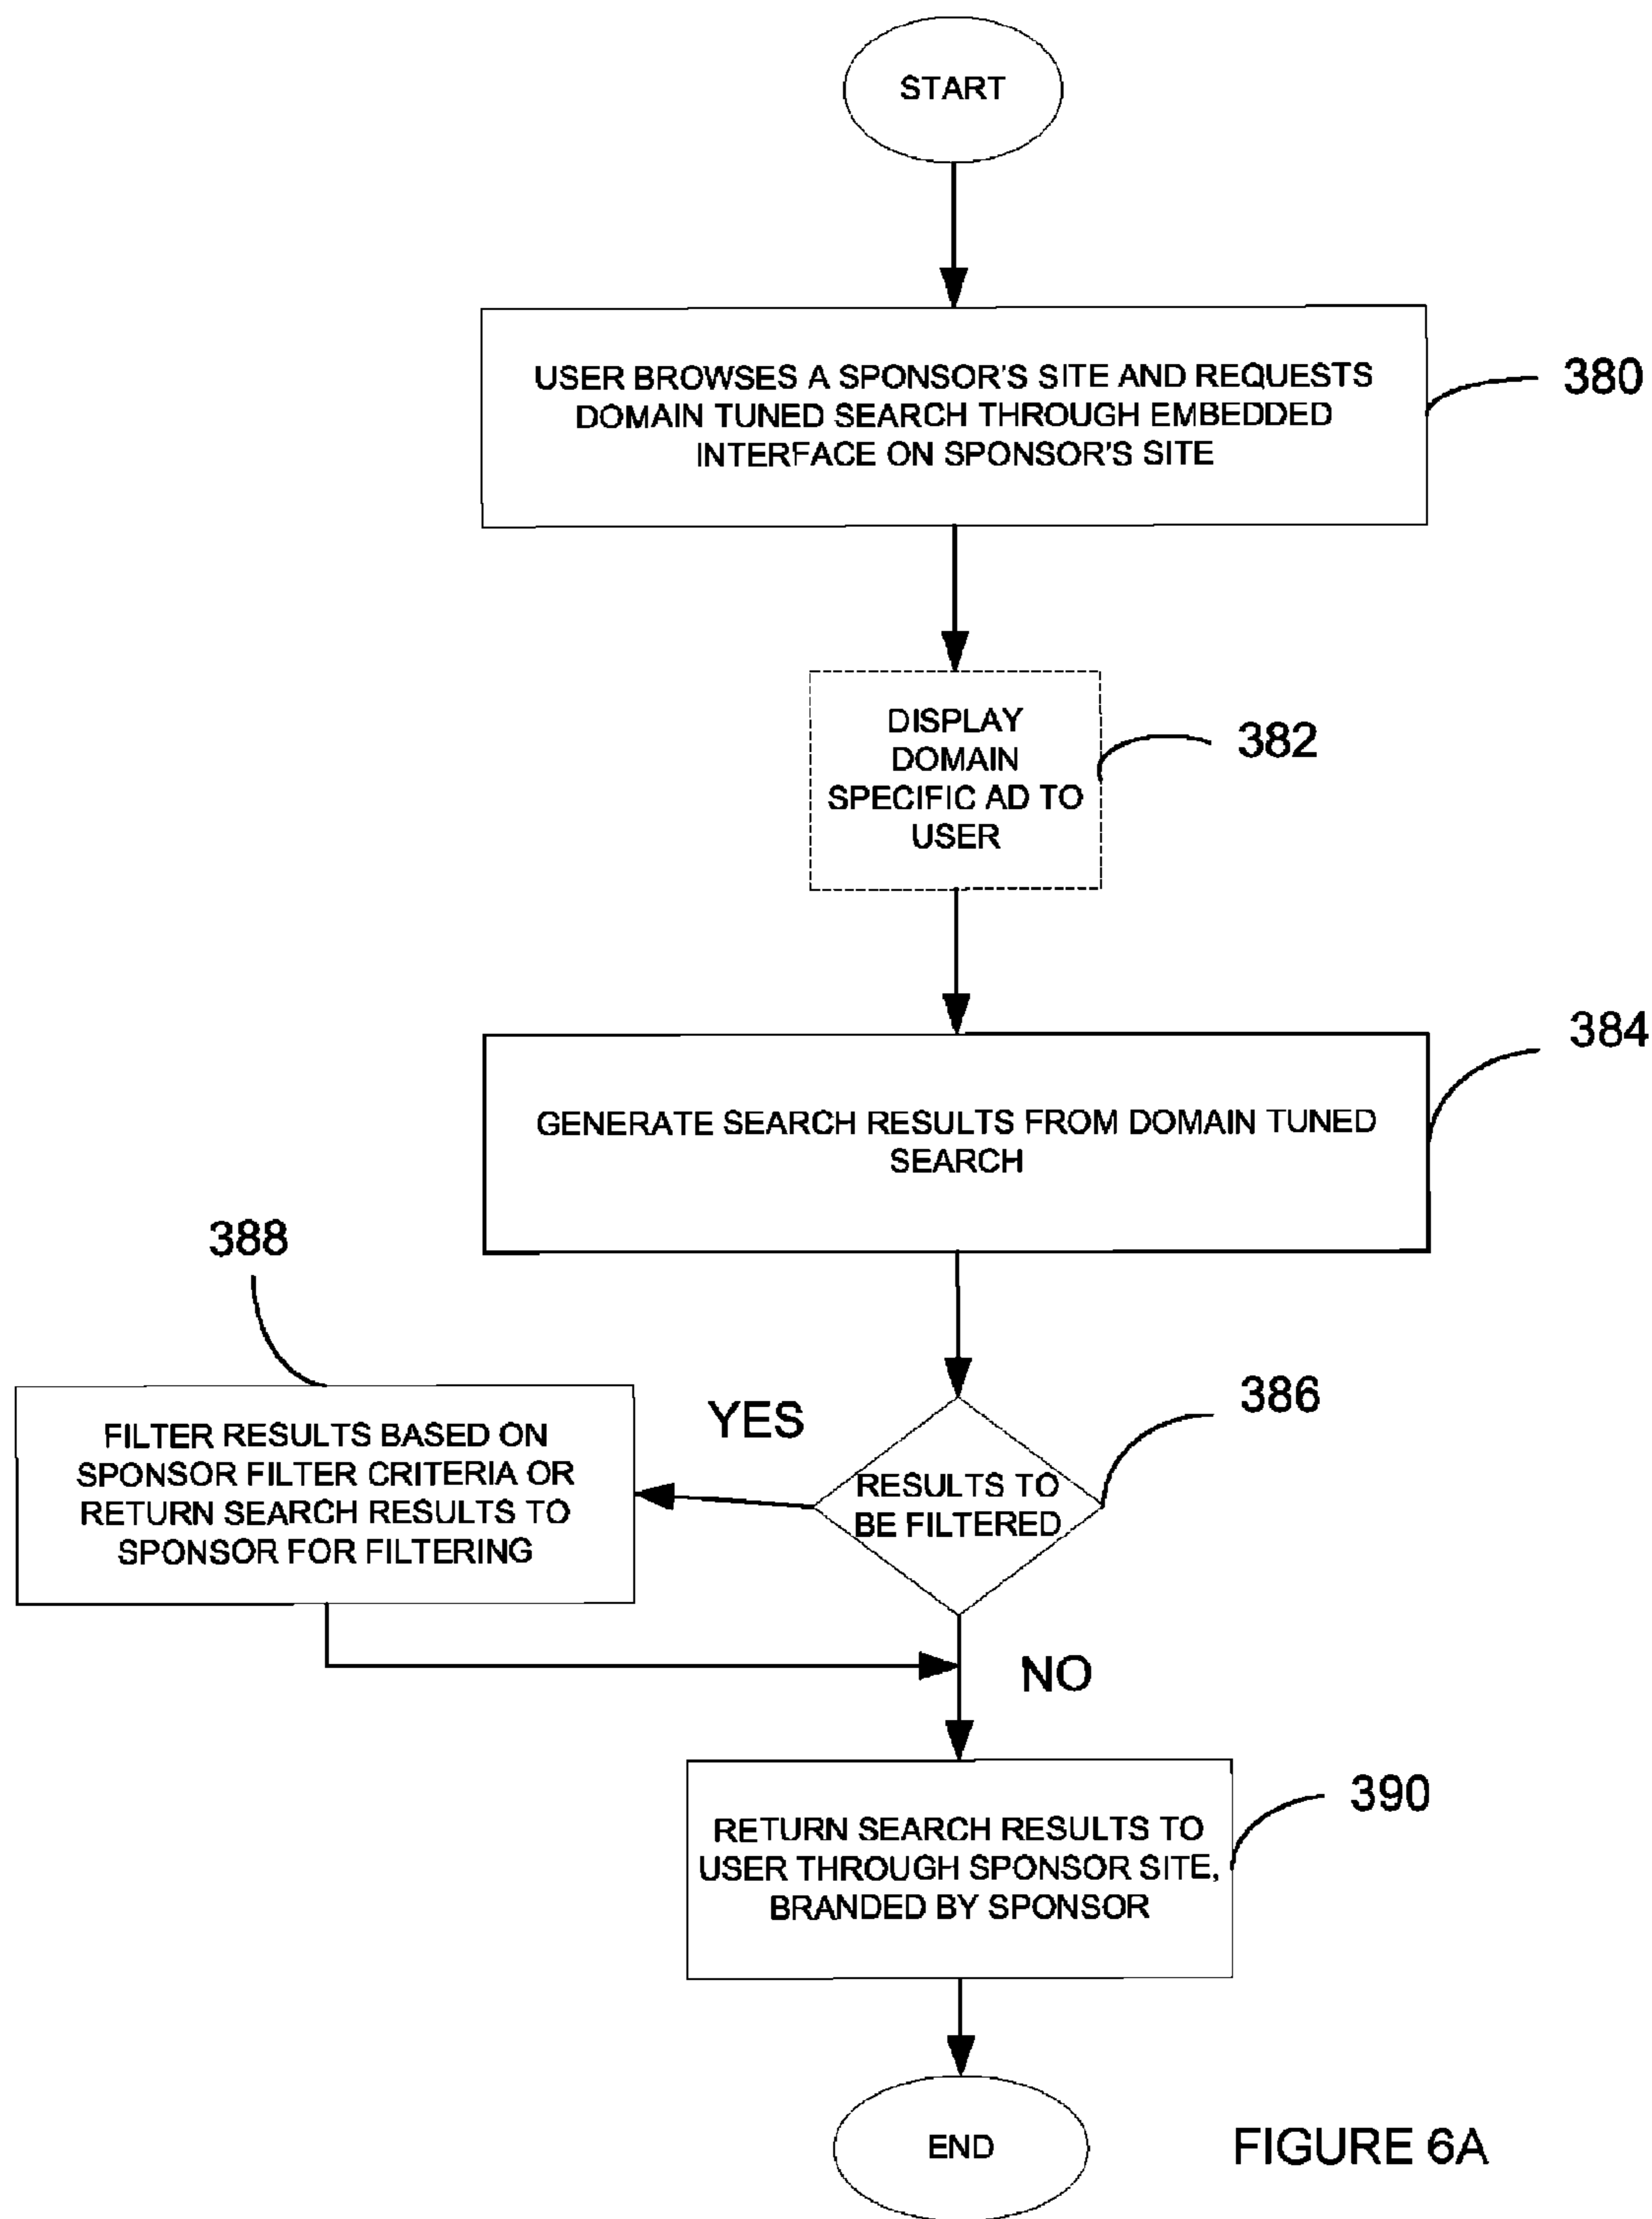 START
USER BROWSES A SPONSOR'S SITE AND REQUESTS
DOMAIN TUNED SEARCH THROUGH EMBEDDED
INTERFACE ON SPONSOR'S SITE
380
DISPLAY
DOMAIN
SPECIFIC AD TO
USER
382
384
GENERATE SEARCH RESULTS FROM DOMAIN TUNED
SEARCH
388
386
YES
FILTER RESULTS BASED ON
SPONSOR FILTER CRITERIA OR
RETURN SEARCH RESULTS TO
SPONSOR FOR FILTERING
RESULTS TO
BE FILTERED
NO
390
RETURN SEARCH RESULTS TO
USER THROUGH SPONSOR SITE,
BRANDED BY SPONSOR
END
FIGURE 6A